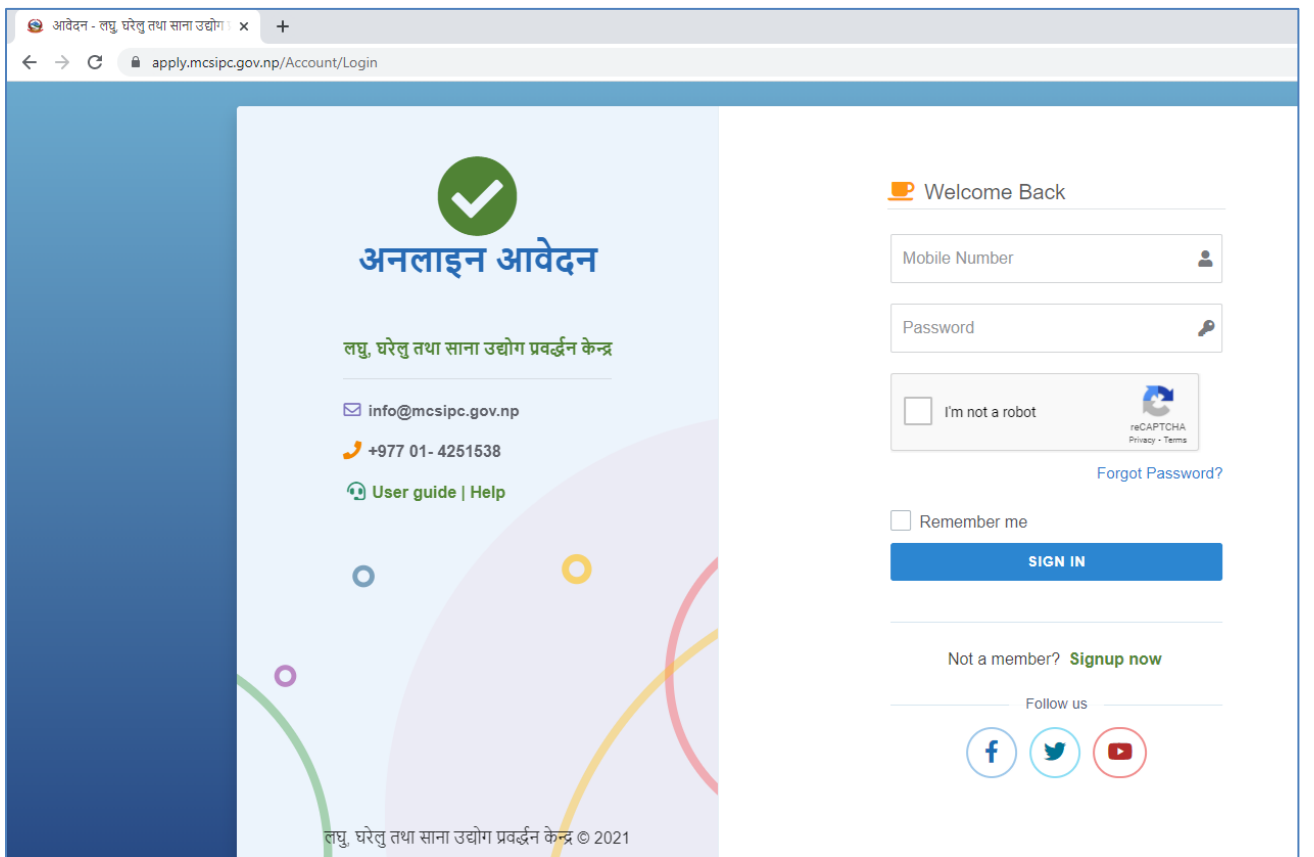 आवेदन - लघु, घरेलु तथा साना उद्योग
apply.mcsipc.gov.np/Account/Login
अनलाइन आवेदन
लघु, घरेलु तथा साना उद्योग प्रवर्द्धन केन्द्र
info@mcsipc.gov.np
+977 01- 4251538
User guide | Help
लघु, घरेलु तथा साना उद्योग प्रवर्द्धन केन्द्र © 2021
Welcome Back
Mobile Number
Password
I'm not a robot
reCAPTCHA
Privacy - Terms
Forgot Password?
Remember me
SIGN IN
Not a member? Signup now
Follow us